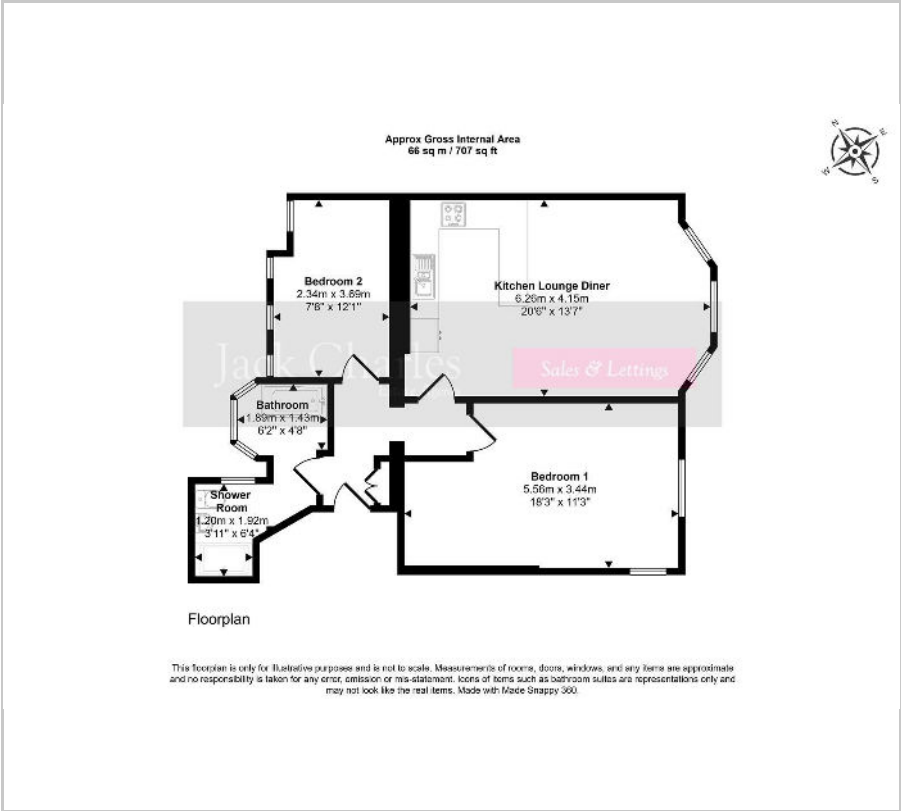 Approx Gross Internal Area
66 sq m / 707 sq ft
N
E
S
W
Bedroom 2
2.34m x 3.69m
7'8" x 12'1"
Kitchen Lounge Diner
6.26m x 4.15m
20'6" x 13'7"
Jack Charles
Sales & Lettings
Bathroom
1.89m x 1.43m
6'2" x 4'8"
Bedroom 1
5.56m x 3.44m
18'3" x 11'3"
Shower
Room
1.20m x 1.92m
3'11" x 6'4"
Floorplan
This floorplan is only for illustrative purposes and is not to scale. Measurements of rooms, doors, windows, and any items are approximate
and no responsibility is taken for any error, omission or mis-statement. Icons of items such as bathroom suites are representations only and
may not look like the real items. Made with Made Snappy 360.